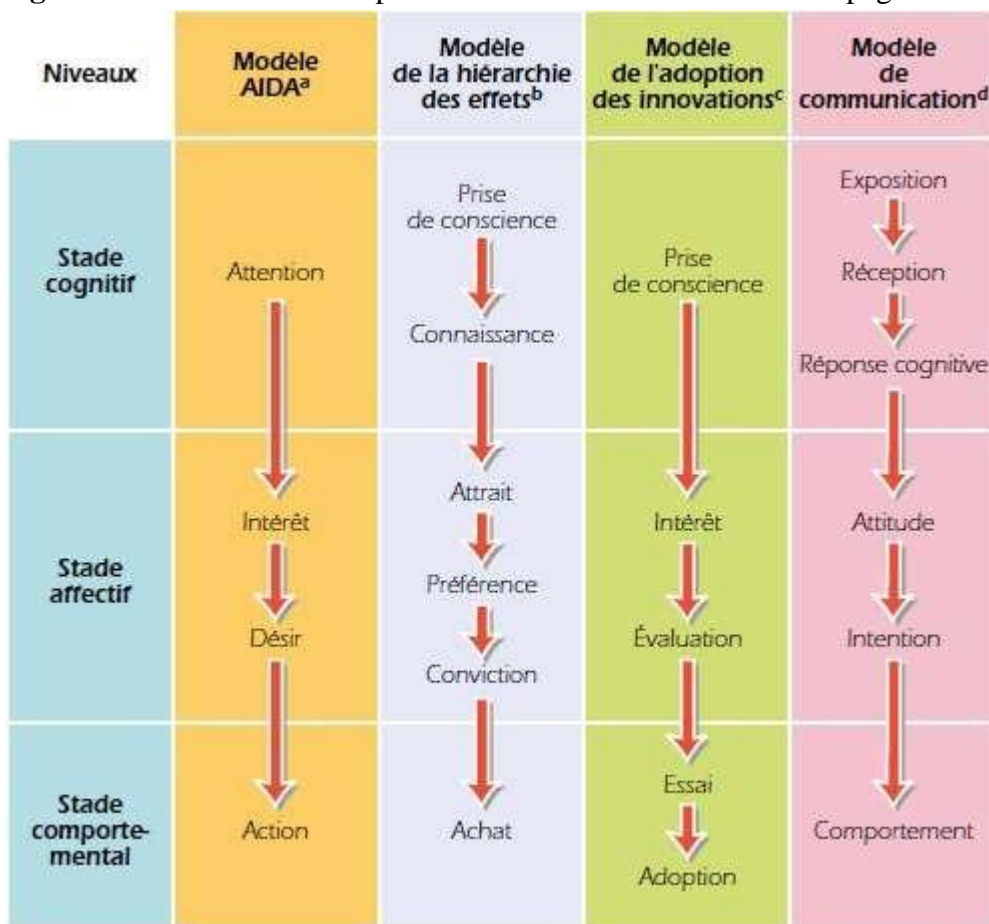 Niveaux
Modèle
AIDAᵃ
Modèle
de la hiérarchie
des effetsᵇ
Modèle
de l'adoption
des innovationsᶜ
Modèle
de
communicationᵈ
Stade
cognitif
Attention
Prise
de conscience
Connaissance
Prise
de conscience
Exposition
Réception
Réponse cognitive
Stade
affectif
Intérêt
Désir
Attrait
Préférence
Conviction
Intérêt
Évaluation
Attitude
Intention
Stade
comporte-
mental
Action
Achat
Essai
Adoption
Comportement